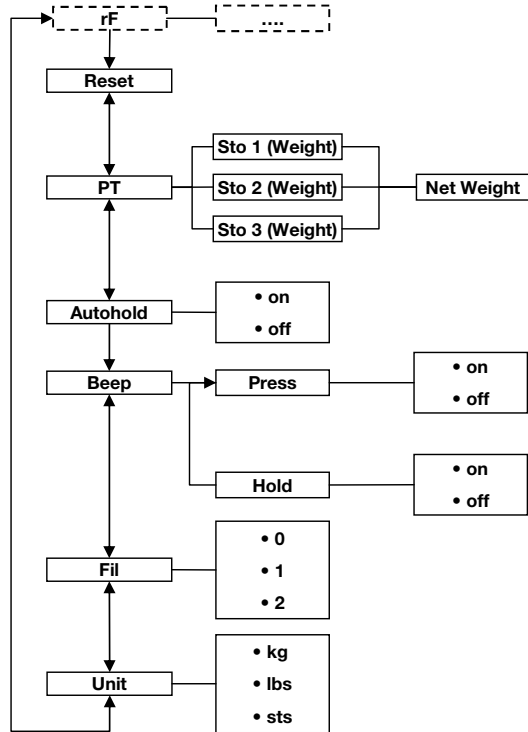 rF
....
Reset
Sto 1 (Weight)
PT
Sto 2 (Weight)
Net Weight
Sto 3 (Weight)
Autohold
• on
• off
Beep
Press
• on
• off
Hold
• on
• off
Fil
• 0
• 1
• 2
Unit
• kg
• lbs
• sts